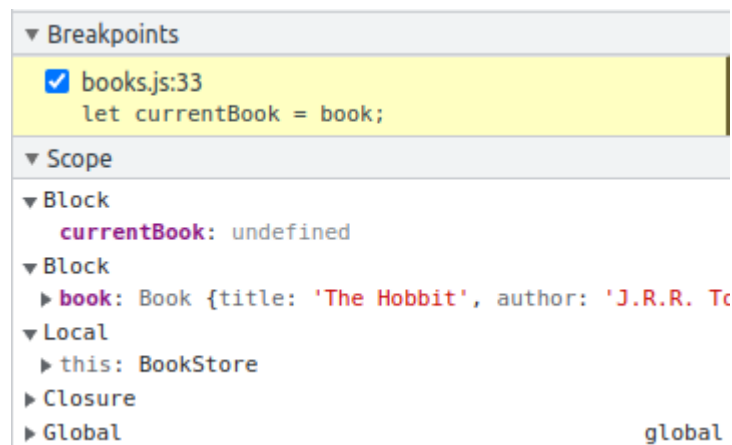 Breakpoints
books.js:33
let currentBook = book;
Scope
Block
currentBook: undefined
Block
book: Book {title: 'The Hobbit', author: 'J.R.R. To
Local
this: BookStore
Closure
Global global